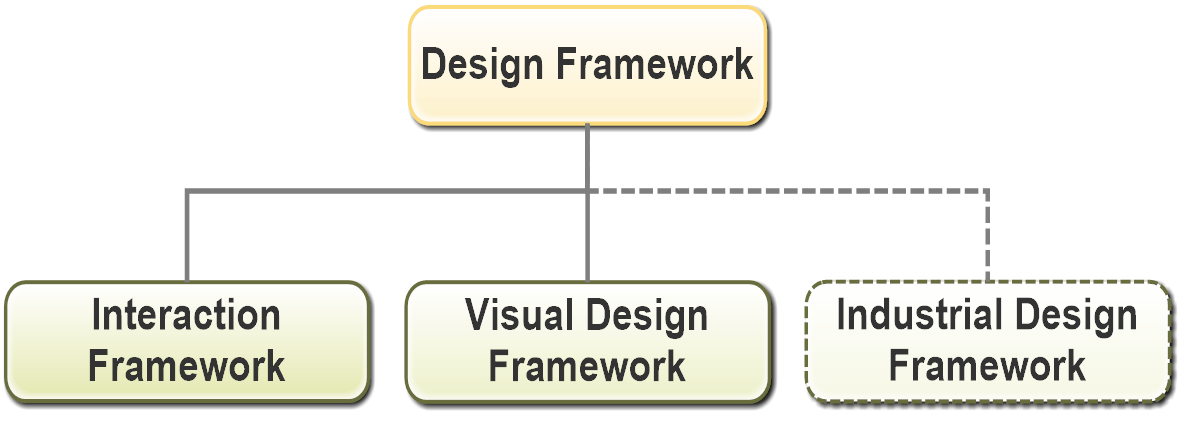 Design Framework
Interaction
Framework
Visual Design
Framework
Industrial Design
Framework